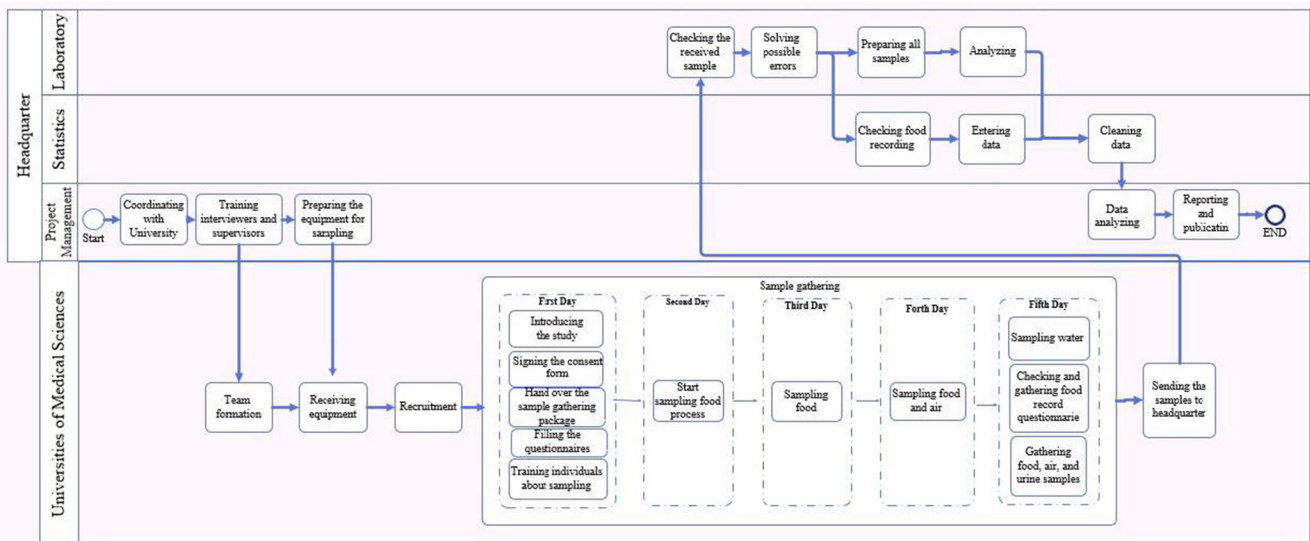 Headquarter
Laboratory
Checking the
received
sample
Solving
possible
errors
Preparing all
samples
Analyzing
Statistics
Checking food
recording
Entering
data
Cleaning
data
Project
Management
Start
Coordinating
with
University
Training
interviewers and
supervisors
Preparing the
equipment for
sampling
Data
analyzing
Reporting
and
publicatin
END
Universities of Medical Sciences
Team
formation
Receiving
equipment
Recruitment
Sample gathering
First Day
Introducing
the study
Signing the consent
form
Hand over the
sample gathering
package
Filling the
questionnaires
Training individuals
about sampling
Second Day
Start
sampling food
process
Third Day
Sampling
food
Forth Day
Sampling food
and air
Fifth Day
Sampling water
Checking and
gathering food
record
questionnarie
Gathering
food, air, and
urine samples
Sending the
samples to
headquarter